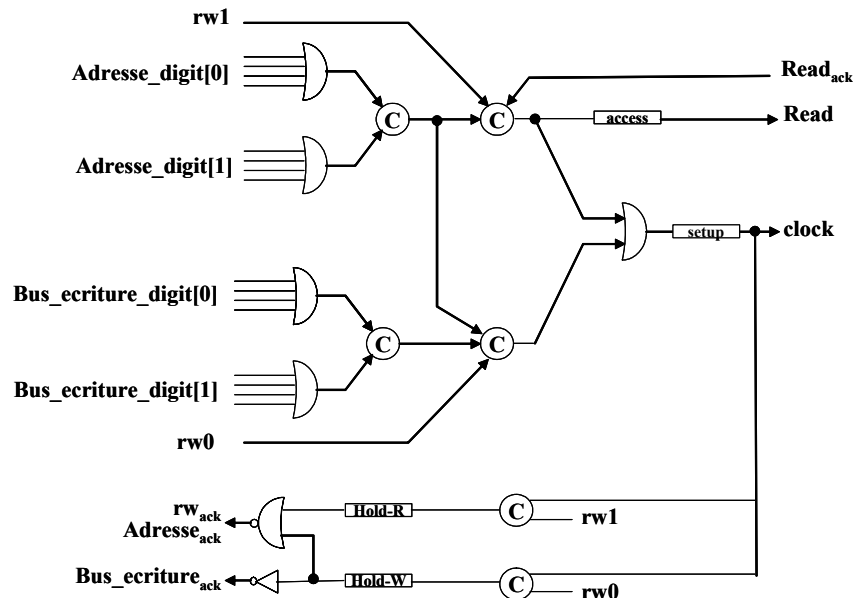 rw1
Adresse_digit[0]
Read_ack
C
C
access
Read
Adresse_digit[1]
setup
clock
Bus_ecriture_digit[0]
C
C
Bus_ecriture_digit[1]
rw0
rw_ack
Hold-R
C
rw1
Adresse_ack
Bus_ecriture_ack
Hold-W
C
rw0